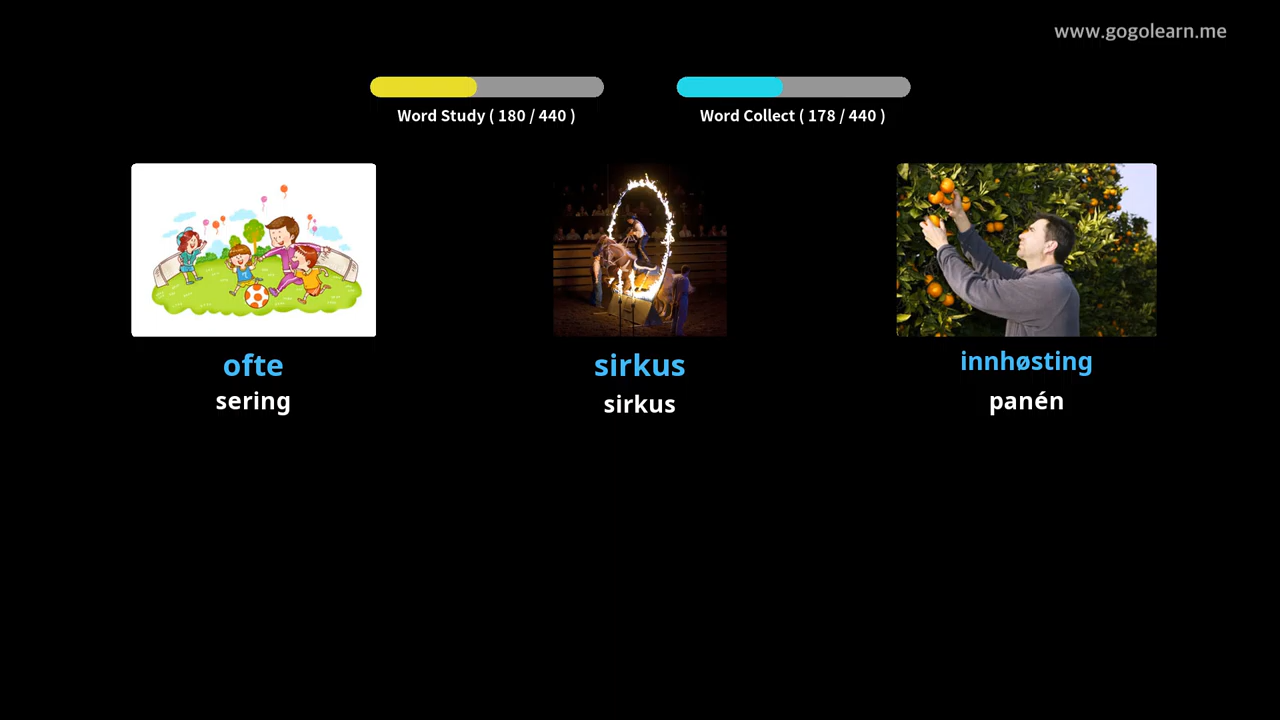 www.gogolearn.me
Word Study ( 180 / 440 )
Word Collect ( 178 / 440 )
ofte
sering
sirkus
sirkus
innhøsting
panén